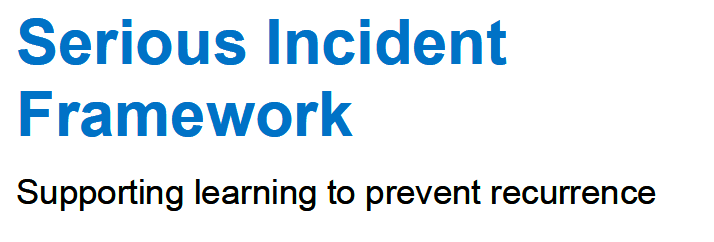 Serious Incident
Framework
Supporting learning to prevent recurrence